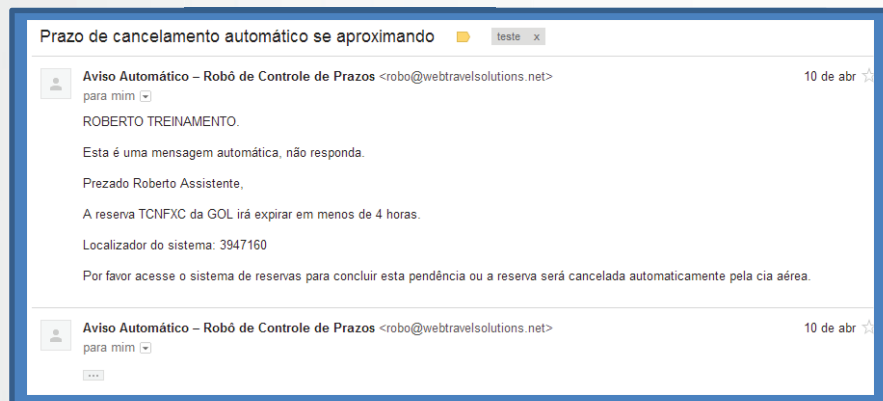 Prazo de cancelamento automático se aproximando teste x
Aviso Automático – Robô de Controle de Prazos <robo@webtravelsolutions.net> 10 de abr
para mim
ROBERTO TREINAMENTO.
Esta é uma mensagem automática, não responda.
Prezado Roberto Assistente,
A reserva TCNFXC da GOL irá expirar em menos de 4 horas.
Localizador do sistema: 3947160
Por favor acesse o sistema de reservas para concluir esta pendência ou a reserva será cancelada automaticamente pela cia aérea.
Aviso Automático – Robô de Controle de Prazos <robo@webtravelsolutions.net> 10 de abr
para mim
...